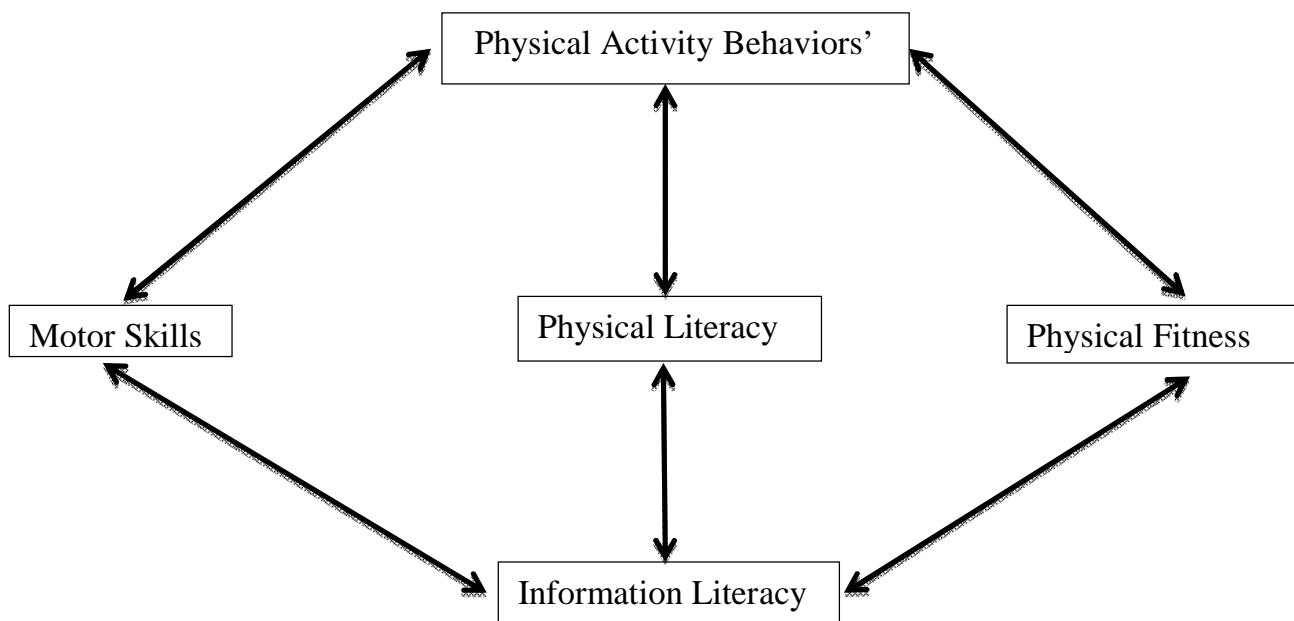 Physical Activity Behaviors’
Motor Skills
Physical Literacy
Physical Fitness
Information Literacy